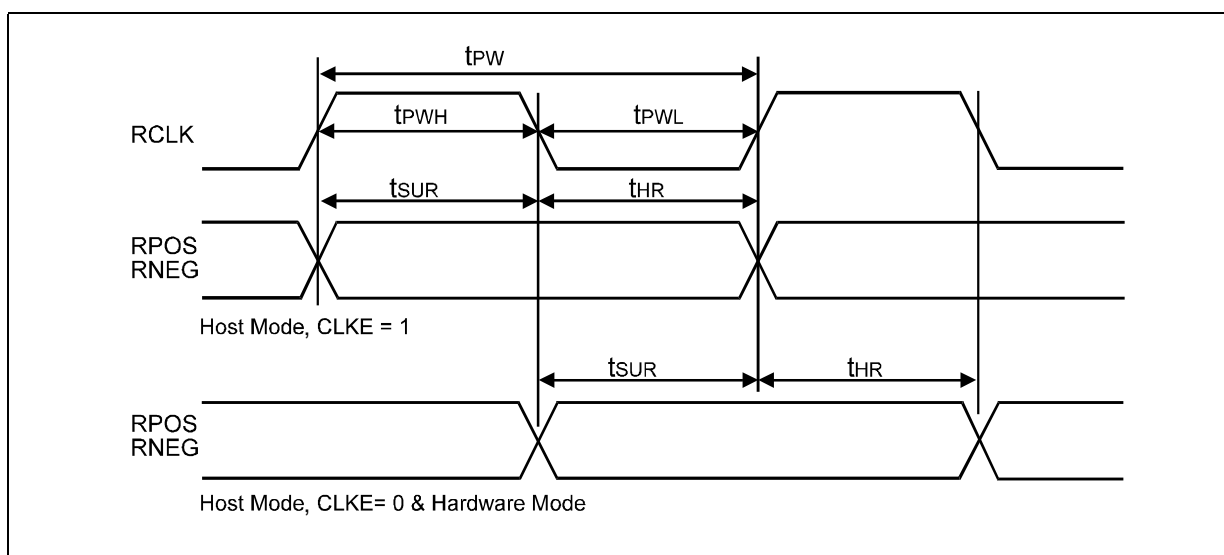 tPW
RCLK
tPWH
tPWL
tSUR
tHR
RPOS
RNEG
Host Mode, CLKE = 1
tSUR
tHR
RPOS
RNEG
Host Mode, CLKE= 0 & Hardware Mode